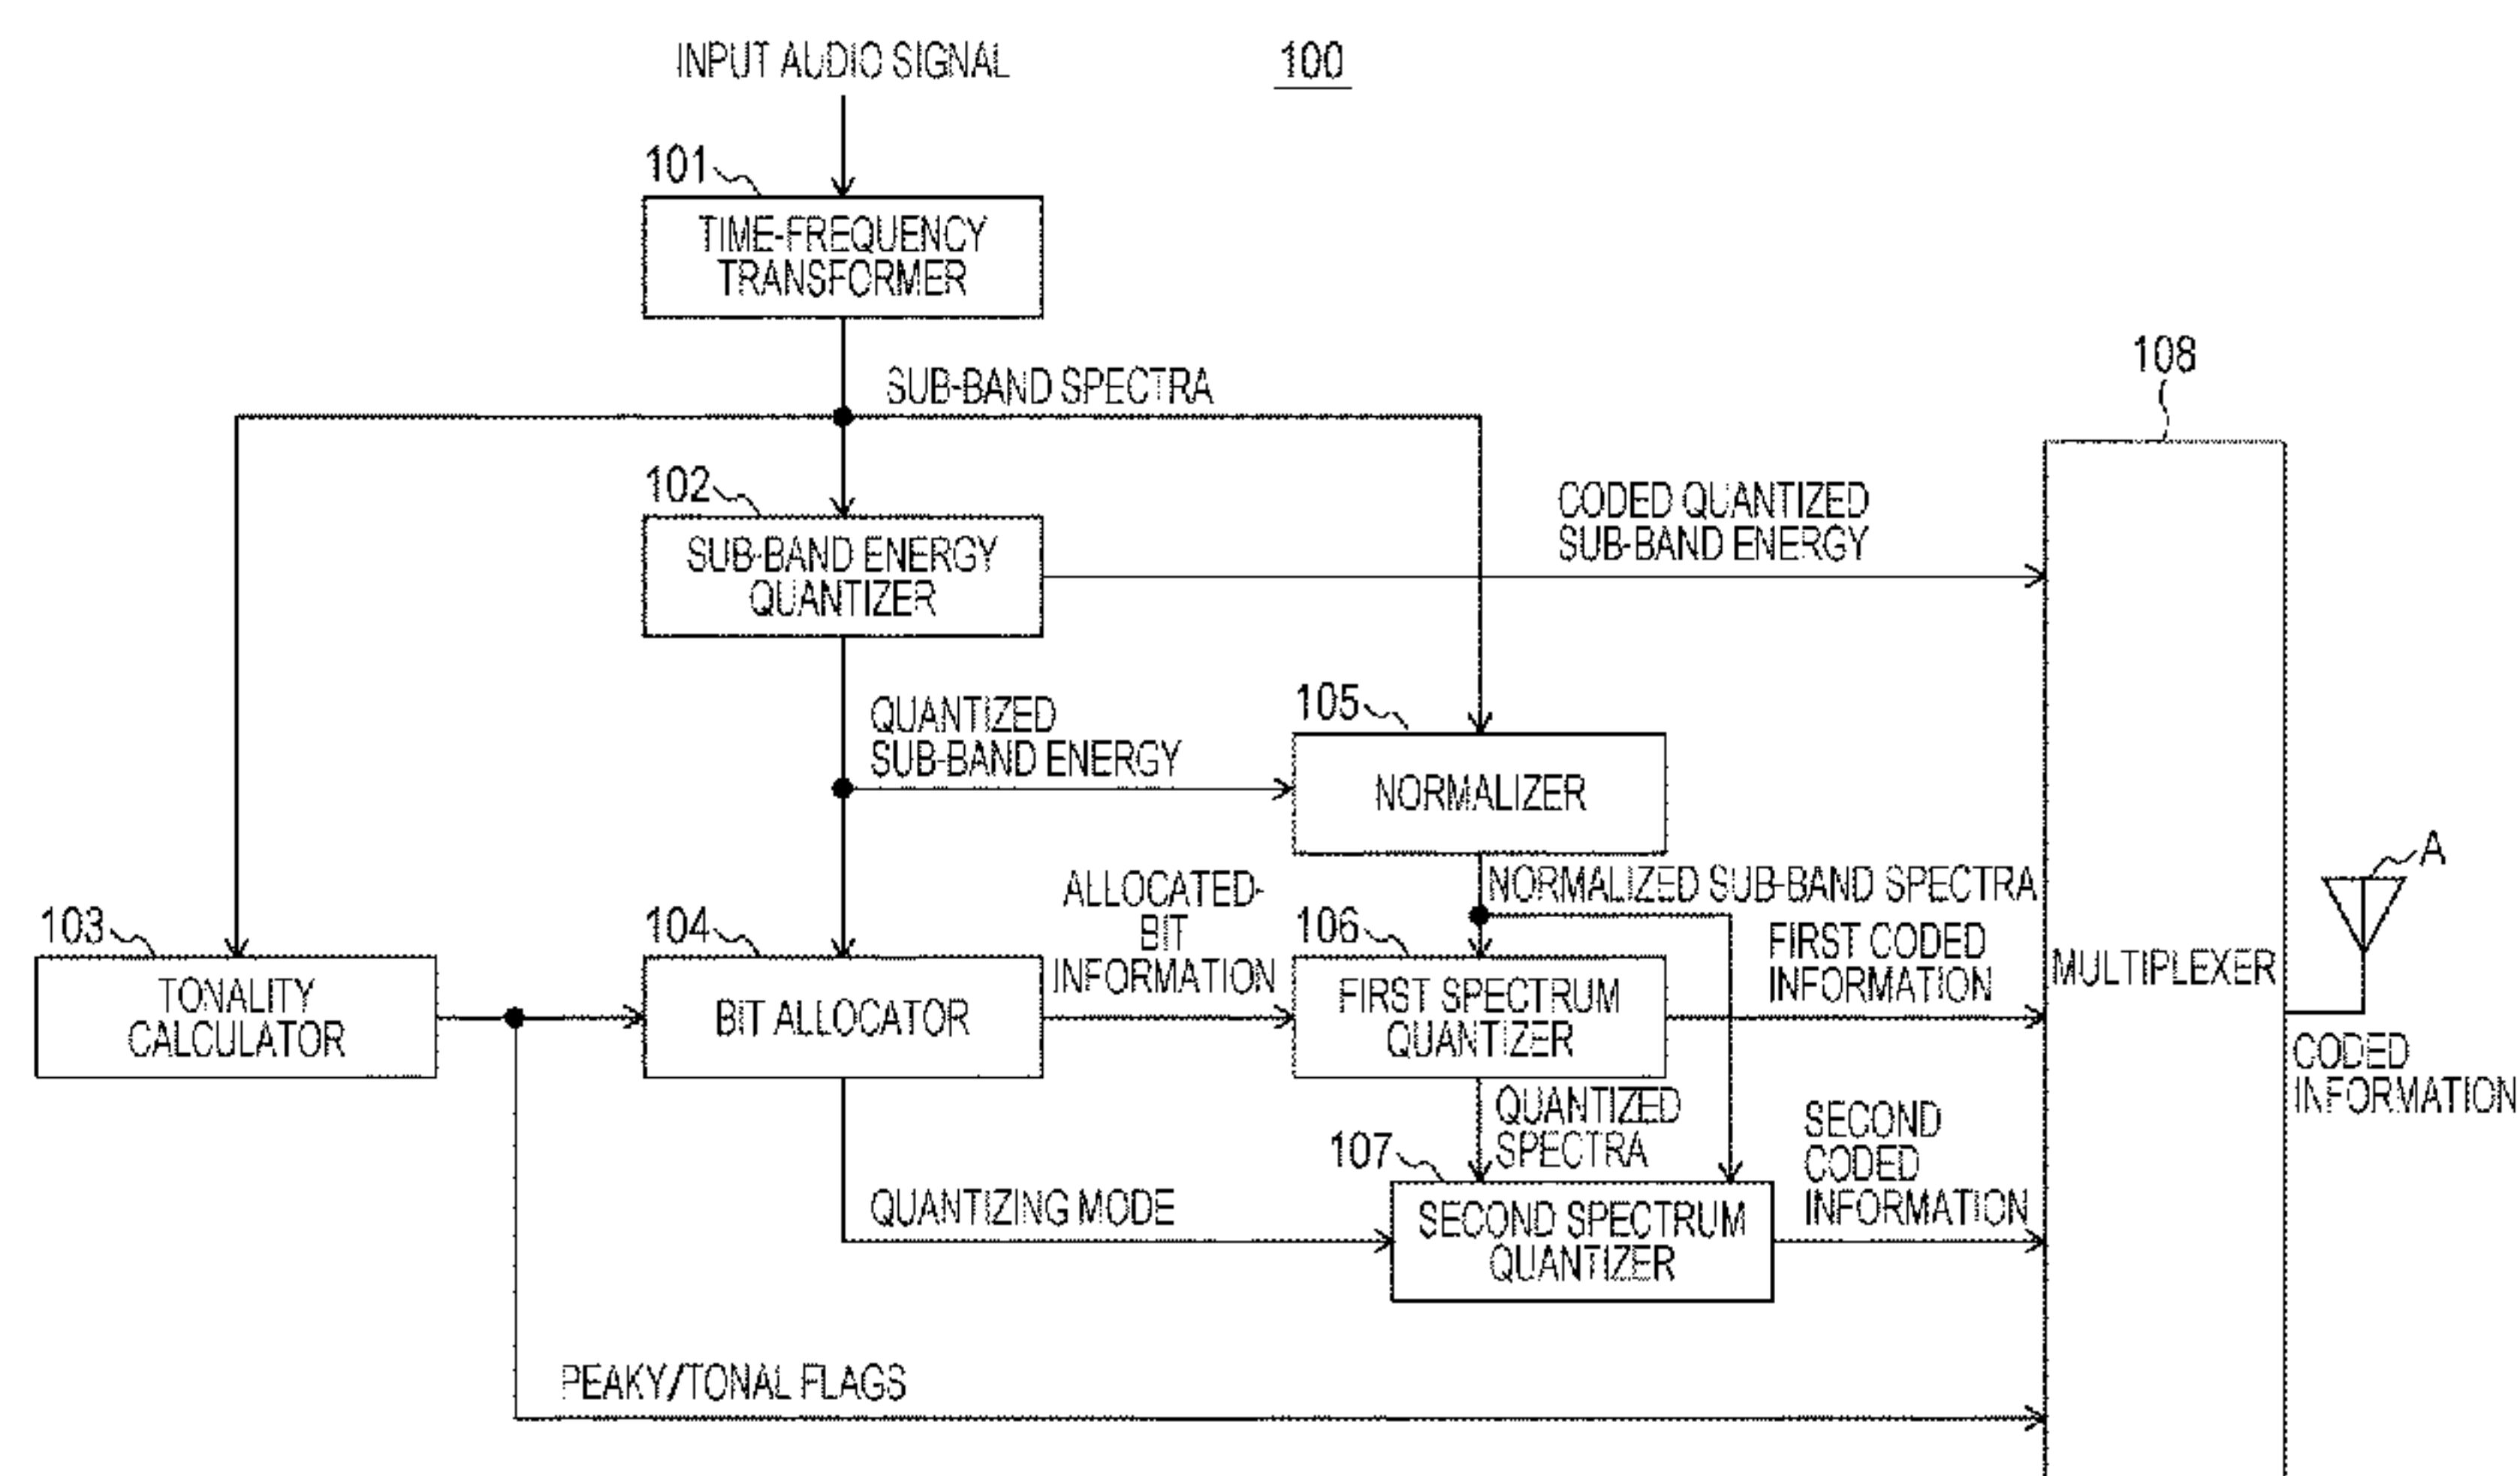 INPUT AUDIO SIGNAL
100
101
TIME-FREQUENCY
TRANSFORMER
SUB-BAND SPECTRA
108
102
SUB-BAND ENERGY
QUANTIZER
CODED QUANTIZED
SUB-BAND ENERGY
QUANTIZED
SUB-BAND ENERGY
105
NORMALIZER
NORMALIZED SUB-BAND SPECTRA
A
103
TONALITY
CALCULATOR
104
BIT ALLOCATOR
ALLOCATED-
BIT
INFORMATION
106
FIRST SPECTRUM
QUANTIZER
FIRST CODED
INFORMATION
MULTIPLEXER
CODED
INFORMATION
QUANTIZED
SPECTRA
107
SECOND SPECTRUM
QUANTIZER
SECOND
CODED
INFORMATION
QUANTIZING MODE
PEAKY/TONAL FLAGS